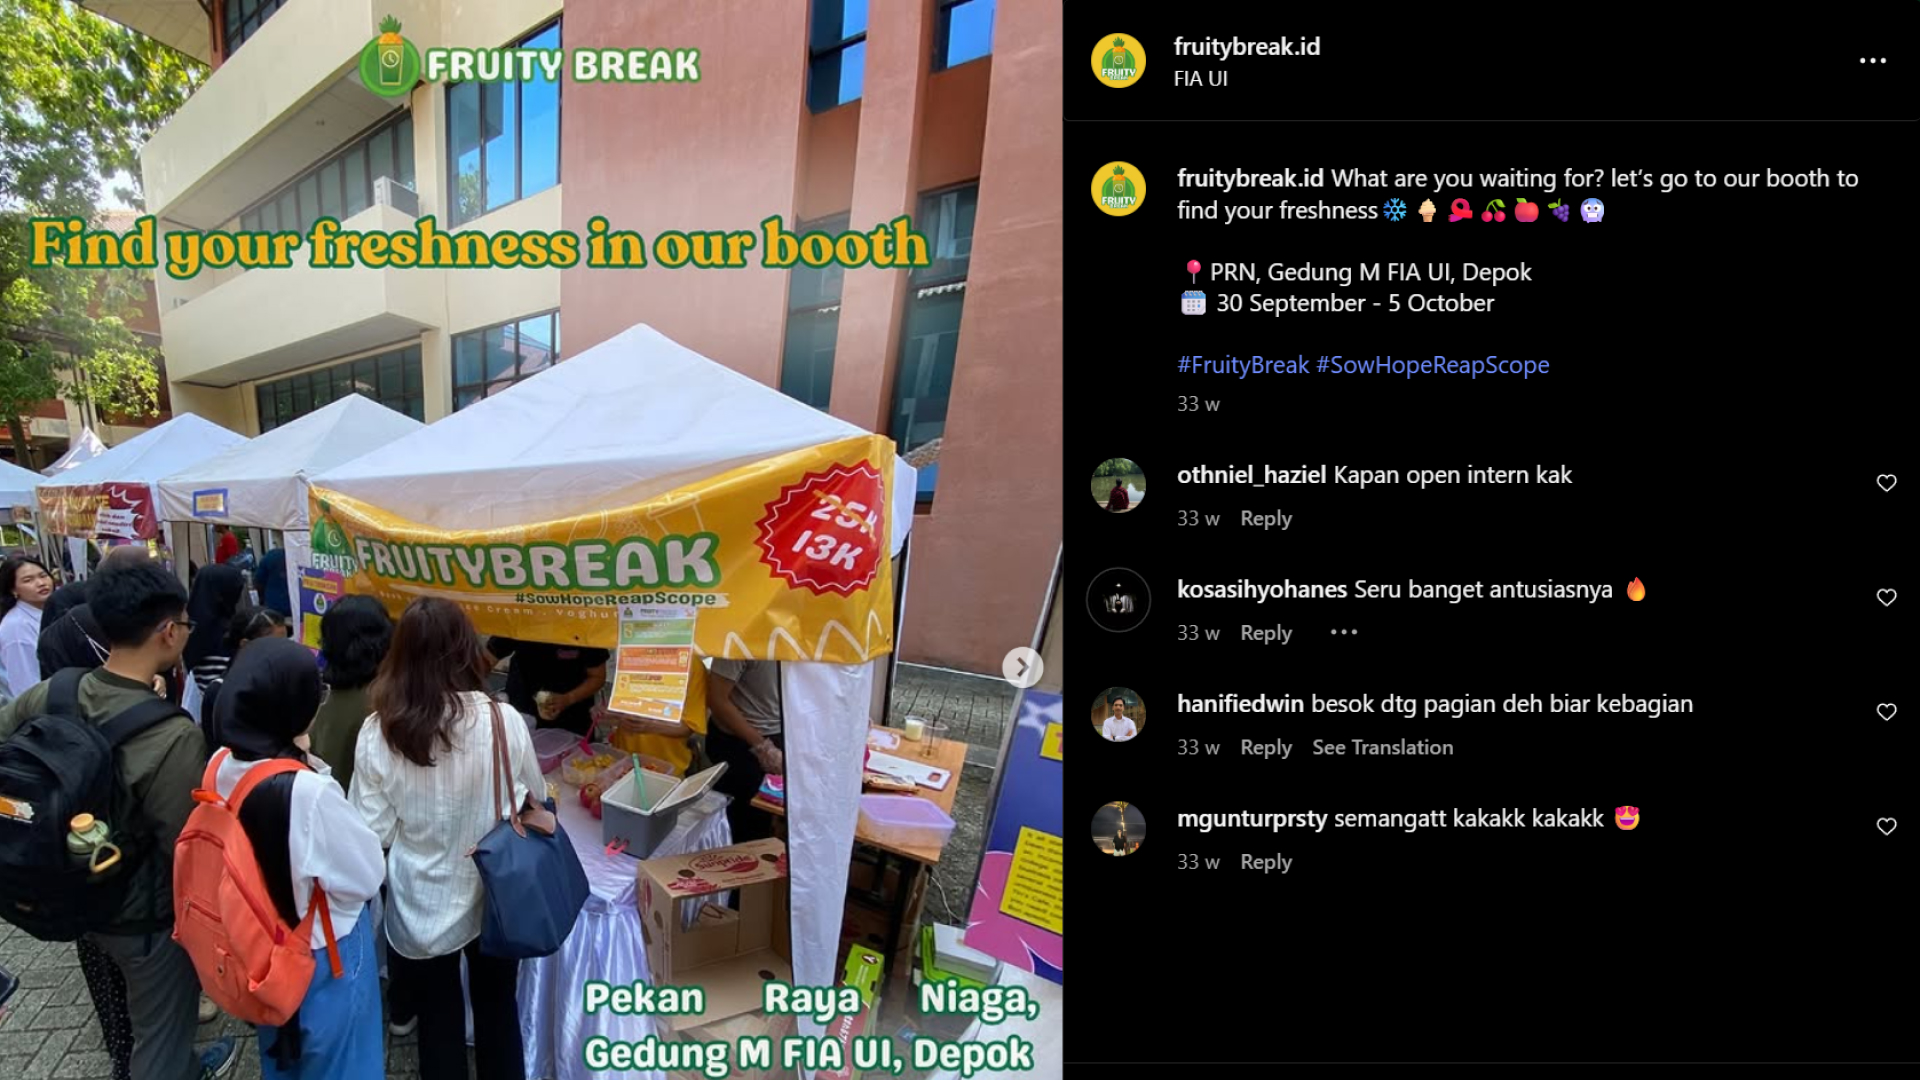 FRUITY BREAK
Find your freshness in our booth
25K
13K
FRUITY
FRUITYBREAK
#SowHopeReapScope
Pekan Raya Niaga,
Gedung M FIA UI, Depok
fruitybreak.id
FIA UI
fruitybreak.id What are you waiting for? let's go to our booth to
find your freshness❄️🍦🎗️🍒🍎🍇🥶
📍PRN, Gedung M FIA UI, Depok
🗓️ 30 September - 5 October
#FruityBreak #SowHopeReapScope
33 w
othniel_haziel Kapan open intern kak
33 w Reply
kosasihyohanes Seru banget antusiasnya 🔥
33 w Reply
hanifiedwin besok dtg pagian deh biar kebagian
33 w Reply See Translation
mgunturprsty semangatt kakakk kakakk 😍
33 w Reply